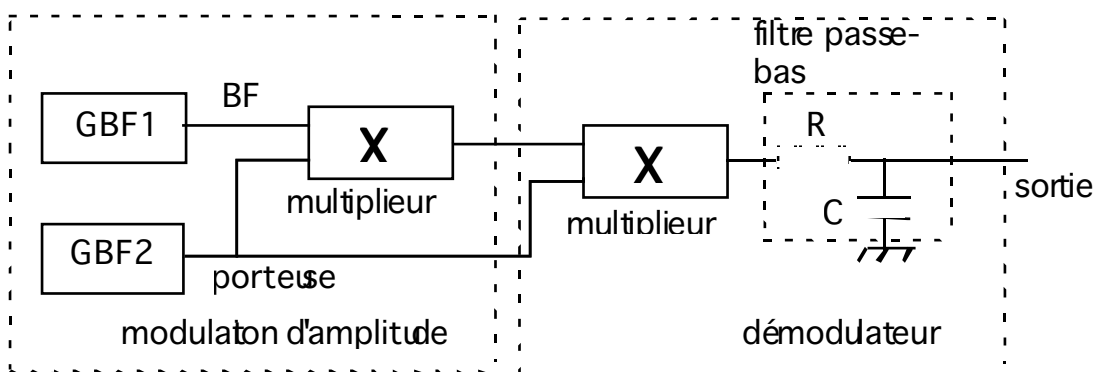 filtre passe-
bas
BF
GBF1
X
R
X
multiplieur
sortie
C
GBF2
multiplieur
porteuse
modulaton d'amplitude
démodulateur